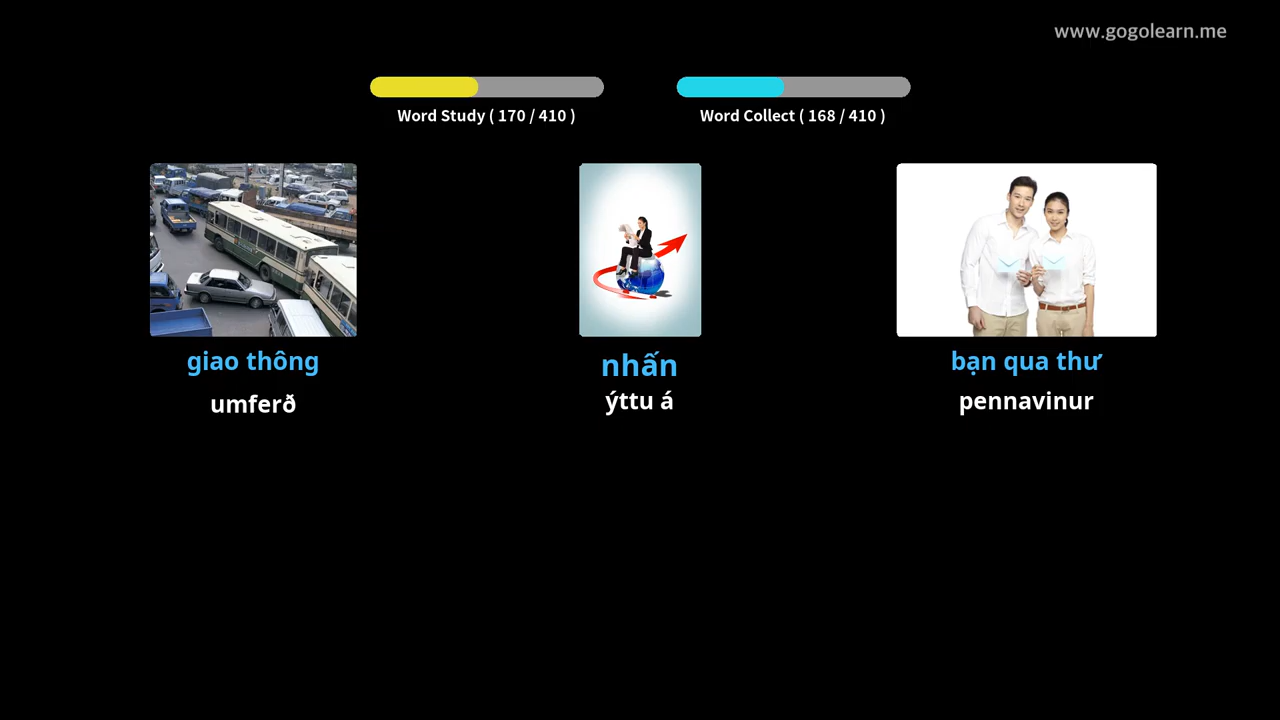 www.gogolearn.me
Word Study ( 170 / 410 )
Word Collect ( 168 / 410 )
giao thông
nhấn
bạn qua thư
umferð
ýttu á
pennavinur